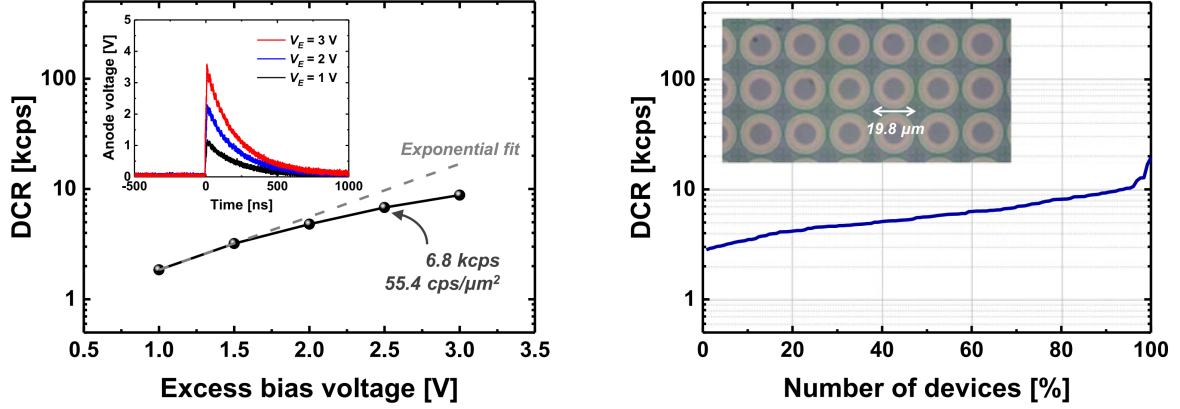 DCR [kcps]
100
10
1
0.5 1.0 1.5 2.0 2.5 3.0 3.5
Excess bias voltage [V]
Anode voltage [V]
5
4
3
2
1
0
-500 0 500 1000
Time [ns]
V_E = 3 V
V_E = 2 V
V_E = 1 V
Exponential fit
6.8 kcps
55.4 cps/µm²
DCR [kcps]
100
10
1
0 20 40 60 80 100
Number of devices [%]
19.8 µm